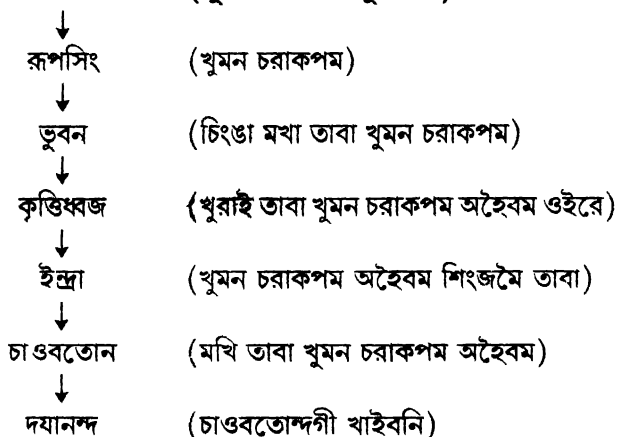 ↓
রূপসিং (খুমন চরাকপম)
↓
ভুবন (চিংঙা মখা তাবা খুমন চরাকপম)
↓
কৃত্তিধ্বজ (খুরাই তাবা খুমন চরাকপম অহৈবম ওইরে)
↓
ইন্দ্রা (খুমন চরাকপম অহৈবম শিংজমৈ তাবা)
↓
চাওবতোন (মখি তাবা খুমন চরাকপম অহৈবম)
↓
দযানন্দ (চাওবতোন্দগী খাইবনি)